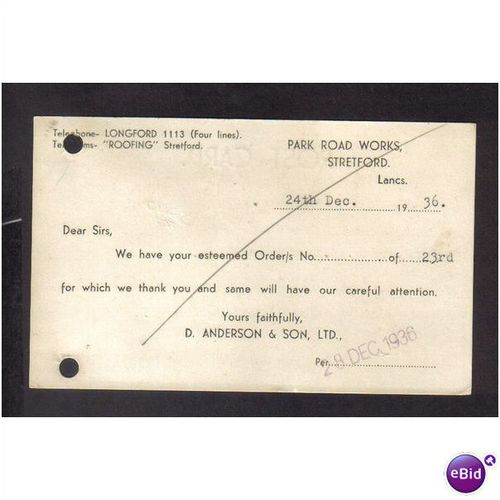 Telephone- LONGFORD 1113 (Four lines).
Telegrams- "ROOFING" Stretford.
PARK ROAD WORKS,
STRETFORD.
Lancs.
24th Dec. 19 36.
Dear Sirs,
We have your esteemed Order/s No. of 23rd
for which we thank you and same will have our careful attention.
Yours faithfully,
D. ANDERSON & SON, LTD.,
Per
28 DEC 1936
eBid